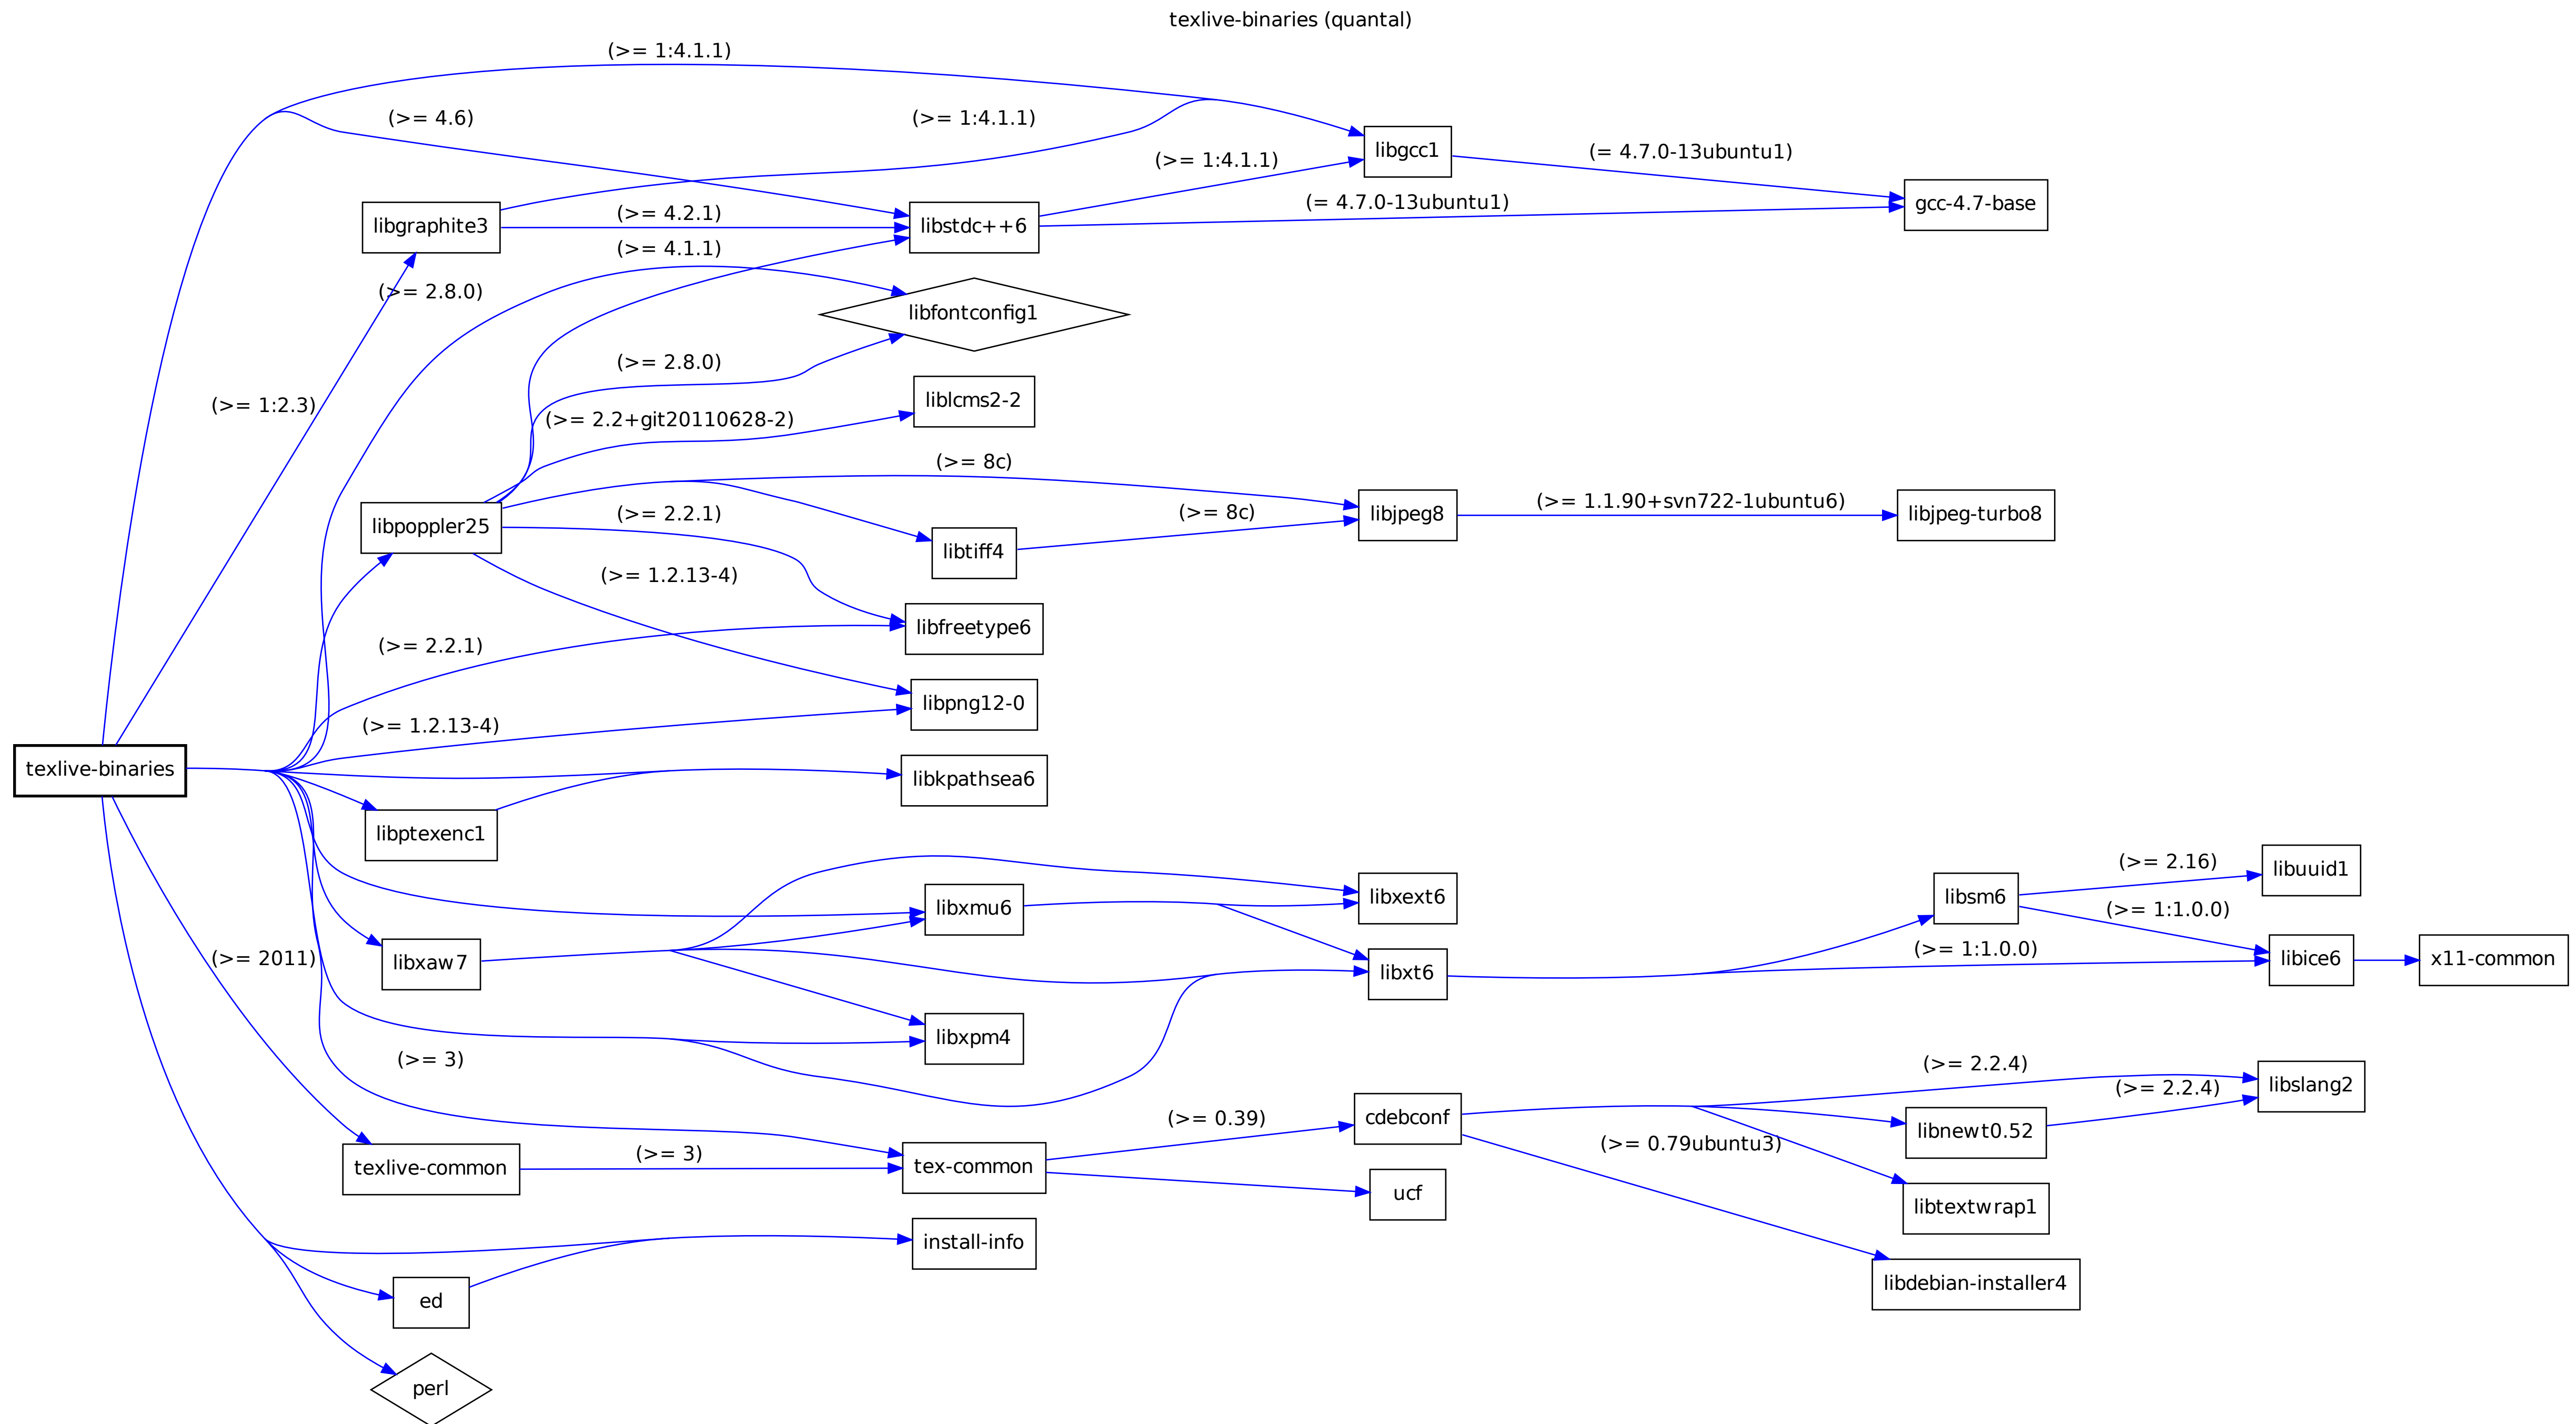 texlive-binaries (quantal)
(>= 1:4.1.1)
(>= 4.6)
(>= 1:4.1.1)
libgcc1
(= 4.7.0-13ubuntu1)
(>= 1:4.1.1)
gcc-4.7-base
(= 4.7.0-13ubuntu1)
libgraphite3
(>= 4.2.1)
libstdc++6
(>= 4.1.1)
(>= 2.8.0)
libfontconfig1
(>= 2.8.0)
(>= 1:2.3)
liblcms2-2
(>= 2.2+git20110628-2)
(>= 8c)
libpoppler25
(>= 2.2.1)
(>= 8c)
libjpeg8
(>= 1.1.90+svn722-1ubuntu6)
libjpeg-turbo8
libtiff4
(>= 1.2.13-4)
libfreetype6
(>= 2.2.1)
libpng12-0
(>= 1.2.13-4)
texlive-binaries
libkpathsea6
libptexenc1
libxmu6
libxext6
libsm6
(>= 2.16)
libuuid1
(>= 1:1.0.0)
libxaw7
(>= 2011)
libxt6
(>= 1:1.0.0)
libice6
x11-common
libxpm4
(>= 3)
(>= 2.2.4)
libslang2
(>= 2.2.4)
(>= 0.39)
cdebconf
libnewt0.52
(>= 0.79ubuntu3)
texlive-common
(>= 3)
tex-common
ucf
libtextwrap1
install-info
libdebian-installer4
ed
perl